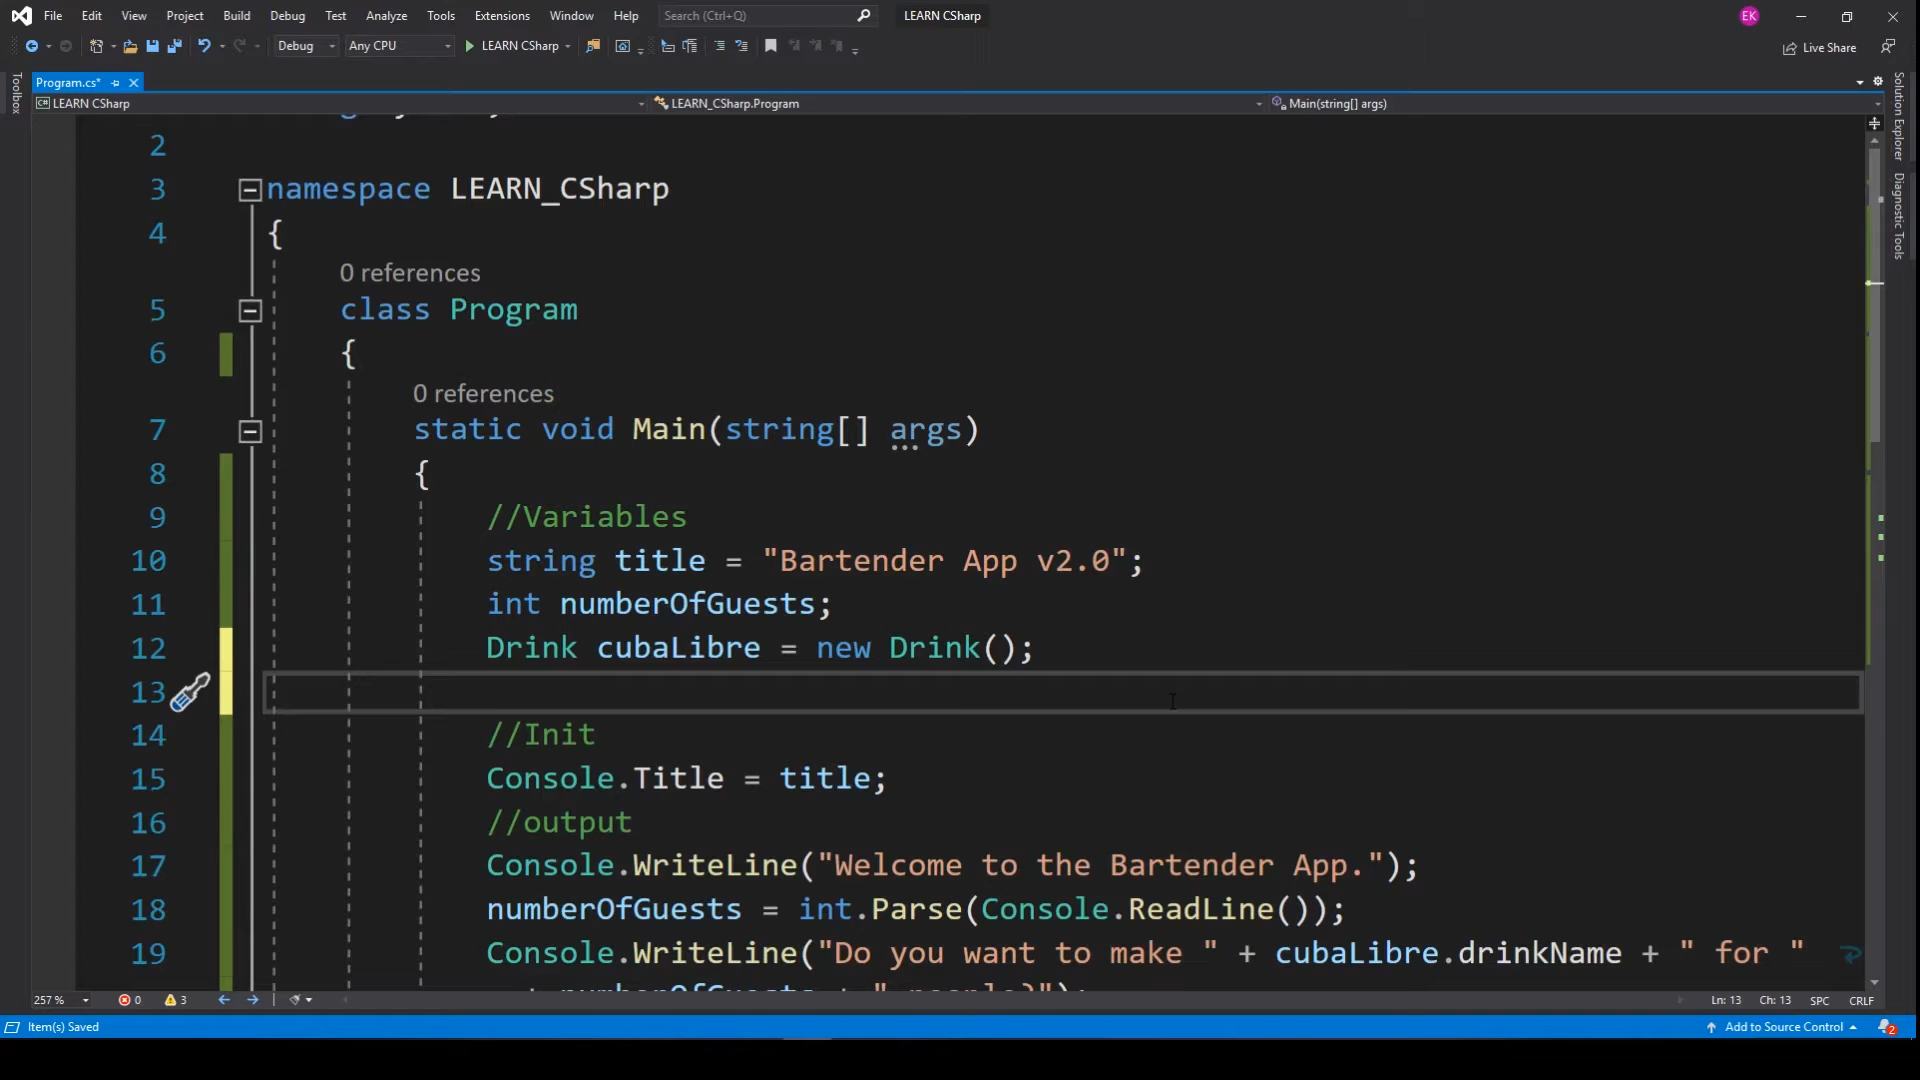 File Edit View Project Build Debug Test Analyze Tools Extensions Window Help Search (Ctrl+Q) LEARN CSharp EK
Debug Any CPU LEARN CSharp Live Share
Toolbox
Program.cs*
LEARN CSharp LEARN_CSharp.Program Main(string[] args)
Solution Explorer
Diagnostic Tools
2
3 namespace LEARN_CSharp
4 {
0 references
5 class Program
6 {
0 references
7 static void Main(string[] args)
8 {
9 //Variables
10 string title = "Bartender App v2.0";
11 int numberOfGuests;
12 Drink cubaLibre = new Drink();
13
14 //Init
15 Console.Title = title;
16 //output
17 Console.WriteLine("Welcome to the Bartender App.");
18 numberOfGuests = int.Parse(Console.ReadLine());
19 Console.WriteLine("Do you want to make " + cubaLibre.drinkName + " for "
257 % 0 3 Ln: 13 Ch: 13 SPC CRLF
Item(s) Saved Add to Source Control 2